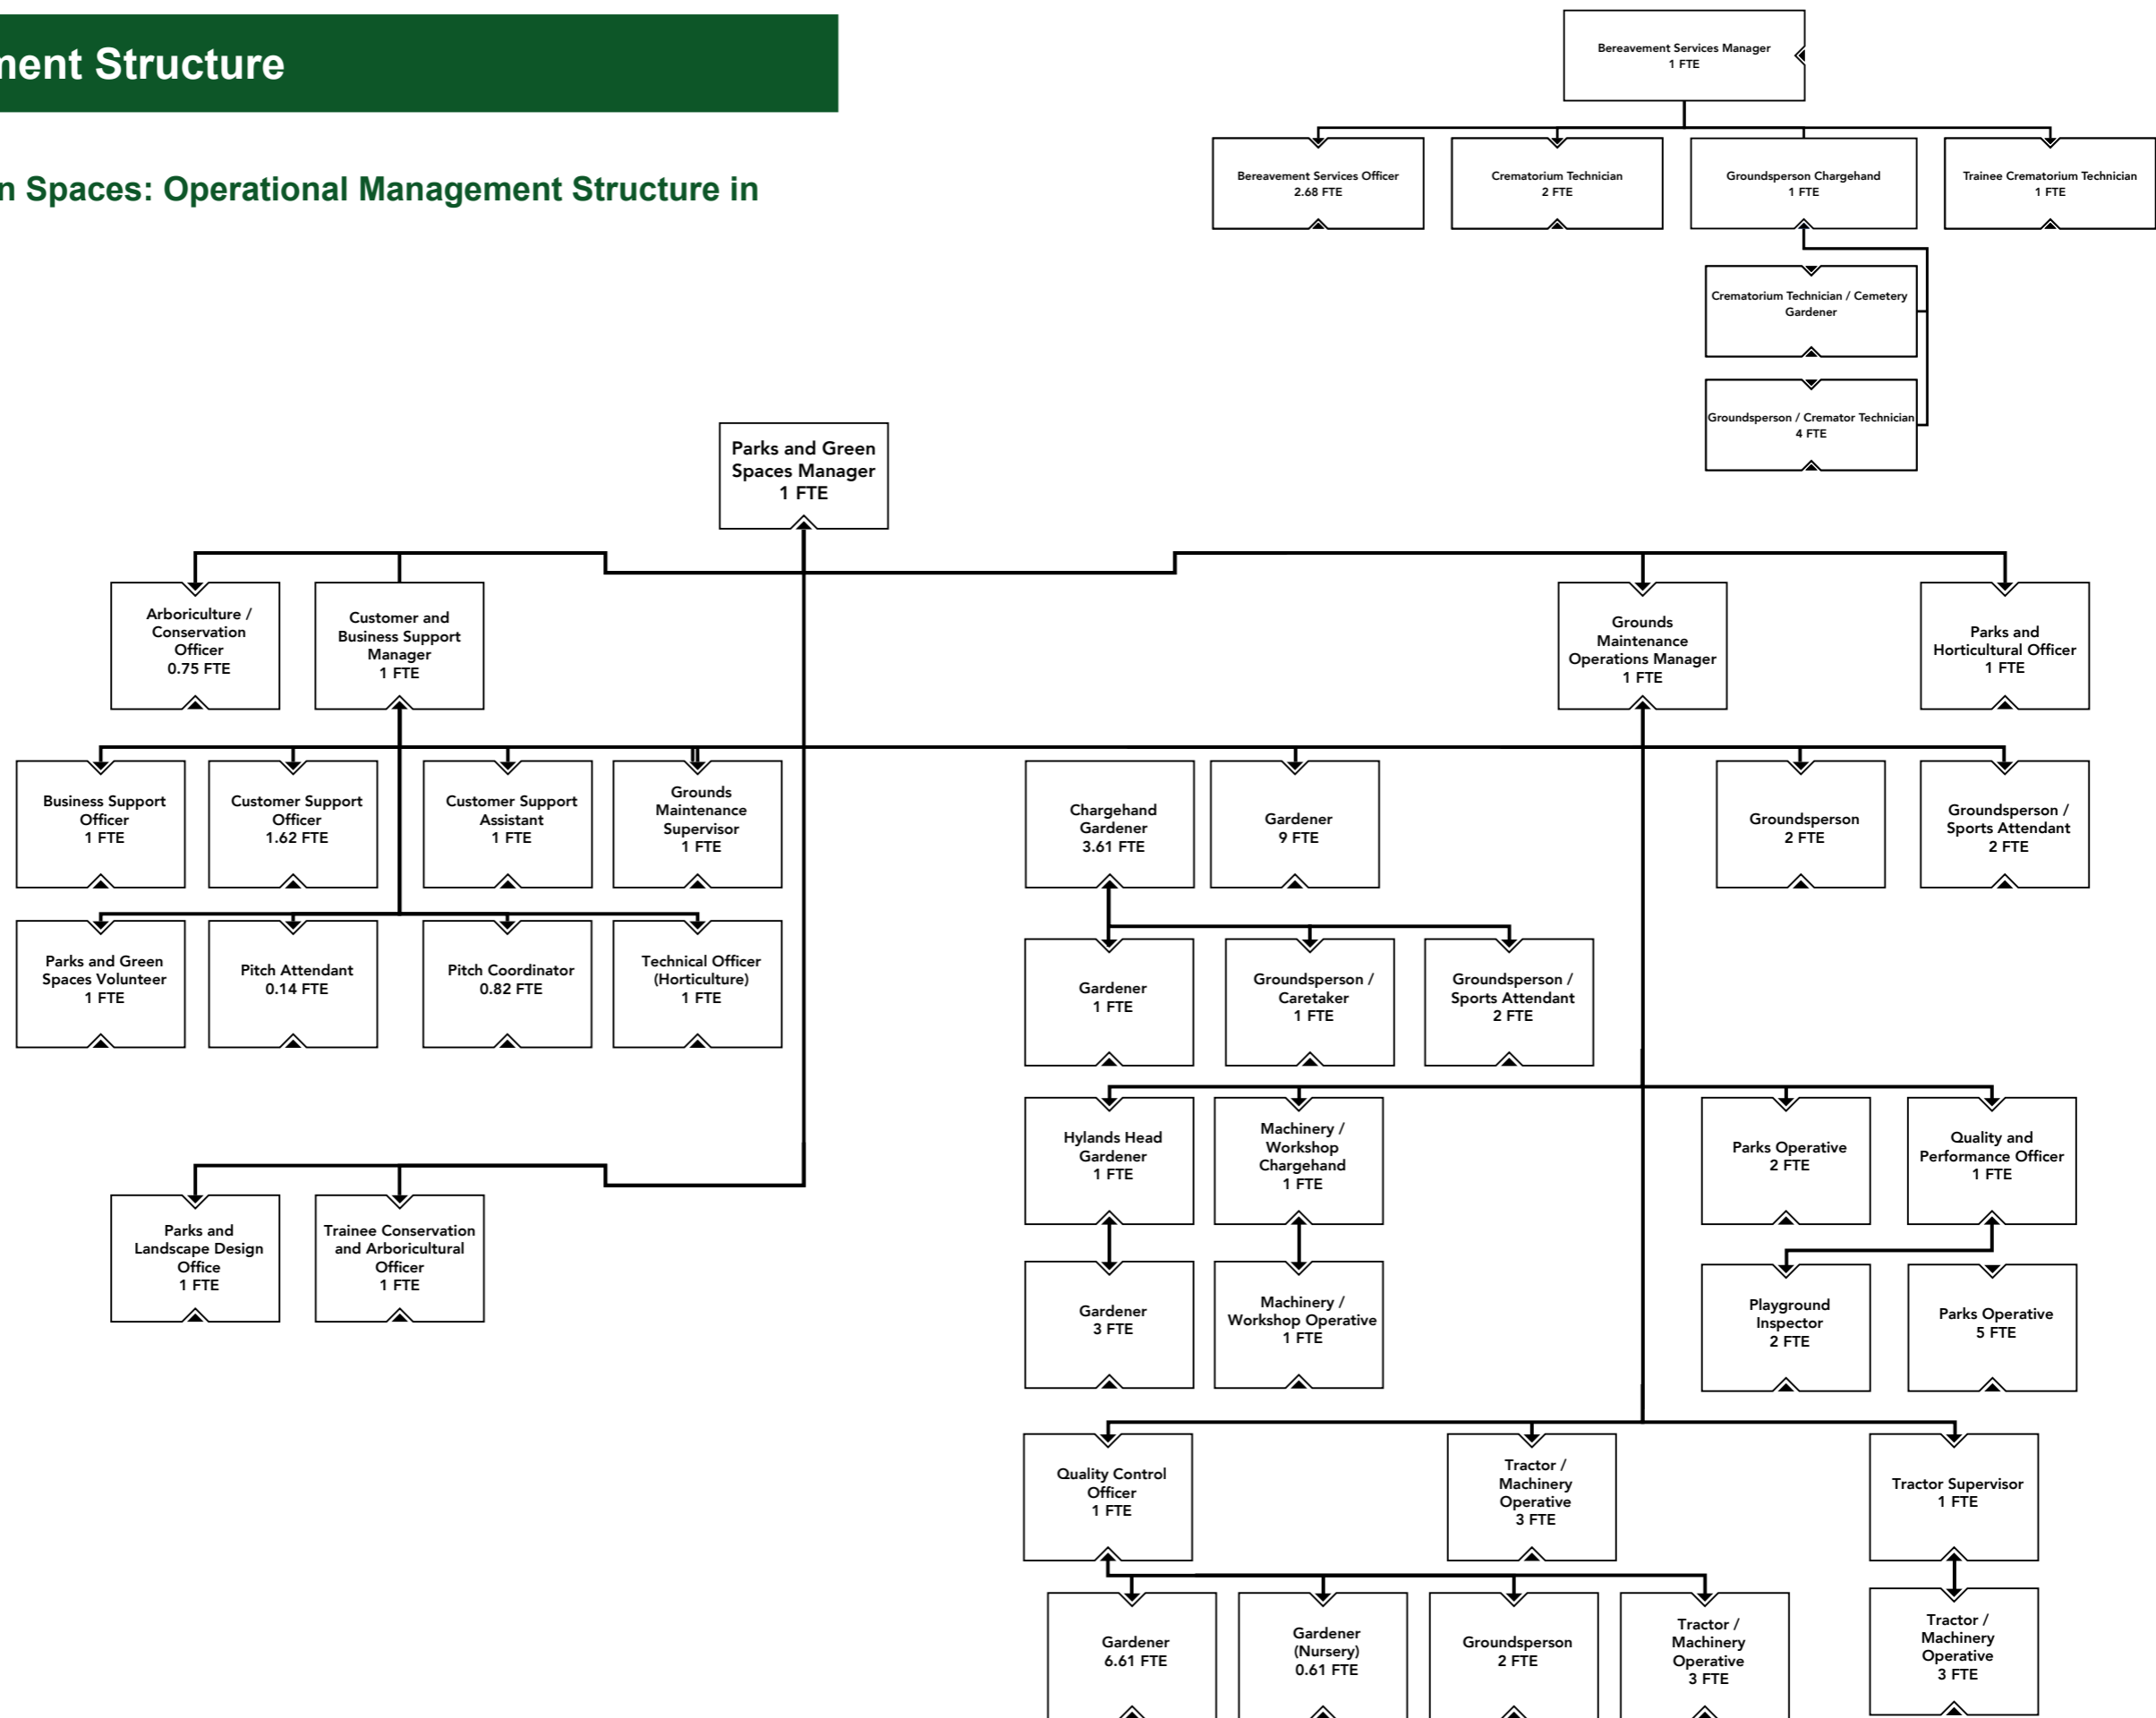 ment Structure
n Spaces: Operational Management Structure in
Bereavement Services Manager
1 FTE
Bereavement Services Officer
2.68 FTE
Crematorium Technician
2 FTE
Groundsperson Chargehand
1 FTE
Trainee Crematorium Technician
1 FTE
Crematorium Technician / Cemetery
Gardener
Groundsperson / Cremator Technician
4 FTE
Parks and Green
Spaces Manager
1 FTE
Arboriculture /
Conservation
Officer
0.75 FTE
Customer and
Business Support
Manager
1 FTE
Grounds
Maintenance
Operations Manager
1 FTE
Parks and
Horticultural Officer
1 FTE
Business Support
Officer
1 FTE
Customer Support
Officer
1.62 FTE
Customer Support
Assistant
1 FTE
Grounds
Maintenance
Supervisor
1 FTE
Chargehand
Gardener
3.61 FTE
Gardener
9 FTE
Groundsperson
2 FTE
Groundsperson /
Sports Attendant
2 FTE
Parks and Green
Spaces Volunteer
1 FTE
Pitch Attendant
0.14 FTE
Pitch Coordinator
0.82 FTE
Technical Officer
(Horticulture)
1 FTE
Gardener
1 FTE
Groundsperson /
Caretaker
1 FTE
Groundsperson /
Sports Attendant
2 FTE
Hylands Head
Gardener
1 FTE
Machinery /
Workshop
Chargehand
1 FTE
Parks Operative
2 FTE
Quality and
Performance Officer
1 FTE
Parks and
Landscape Design
Office
1 FTE
Trainee Conservation
and Arboricultural
Officer
1 FTE
Gardener
3 FTE
Machinery /
Workshop Operative
1 FTE
Playground
Inspector
2 FTE
Parks Operative
5 FTE
Quality Control
Officer
1 FTE
Tractor /
Machinery
Operative
3 FTE
Tractor Supervisor
1 FTE
Gardener
6.61 FTE
Gardener
(Nursery)
0.61 FTE
Groundsperson
2 FTE
Tractor /
Machinery
Operative
3 FTE
Tractor /
Machinery
Operative
3 FTE